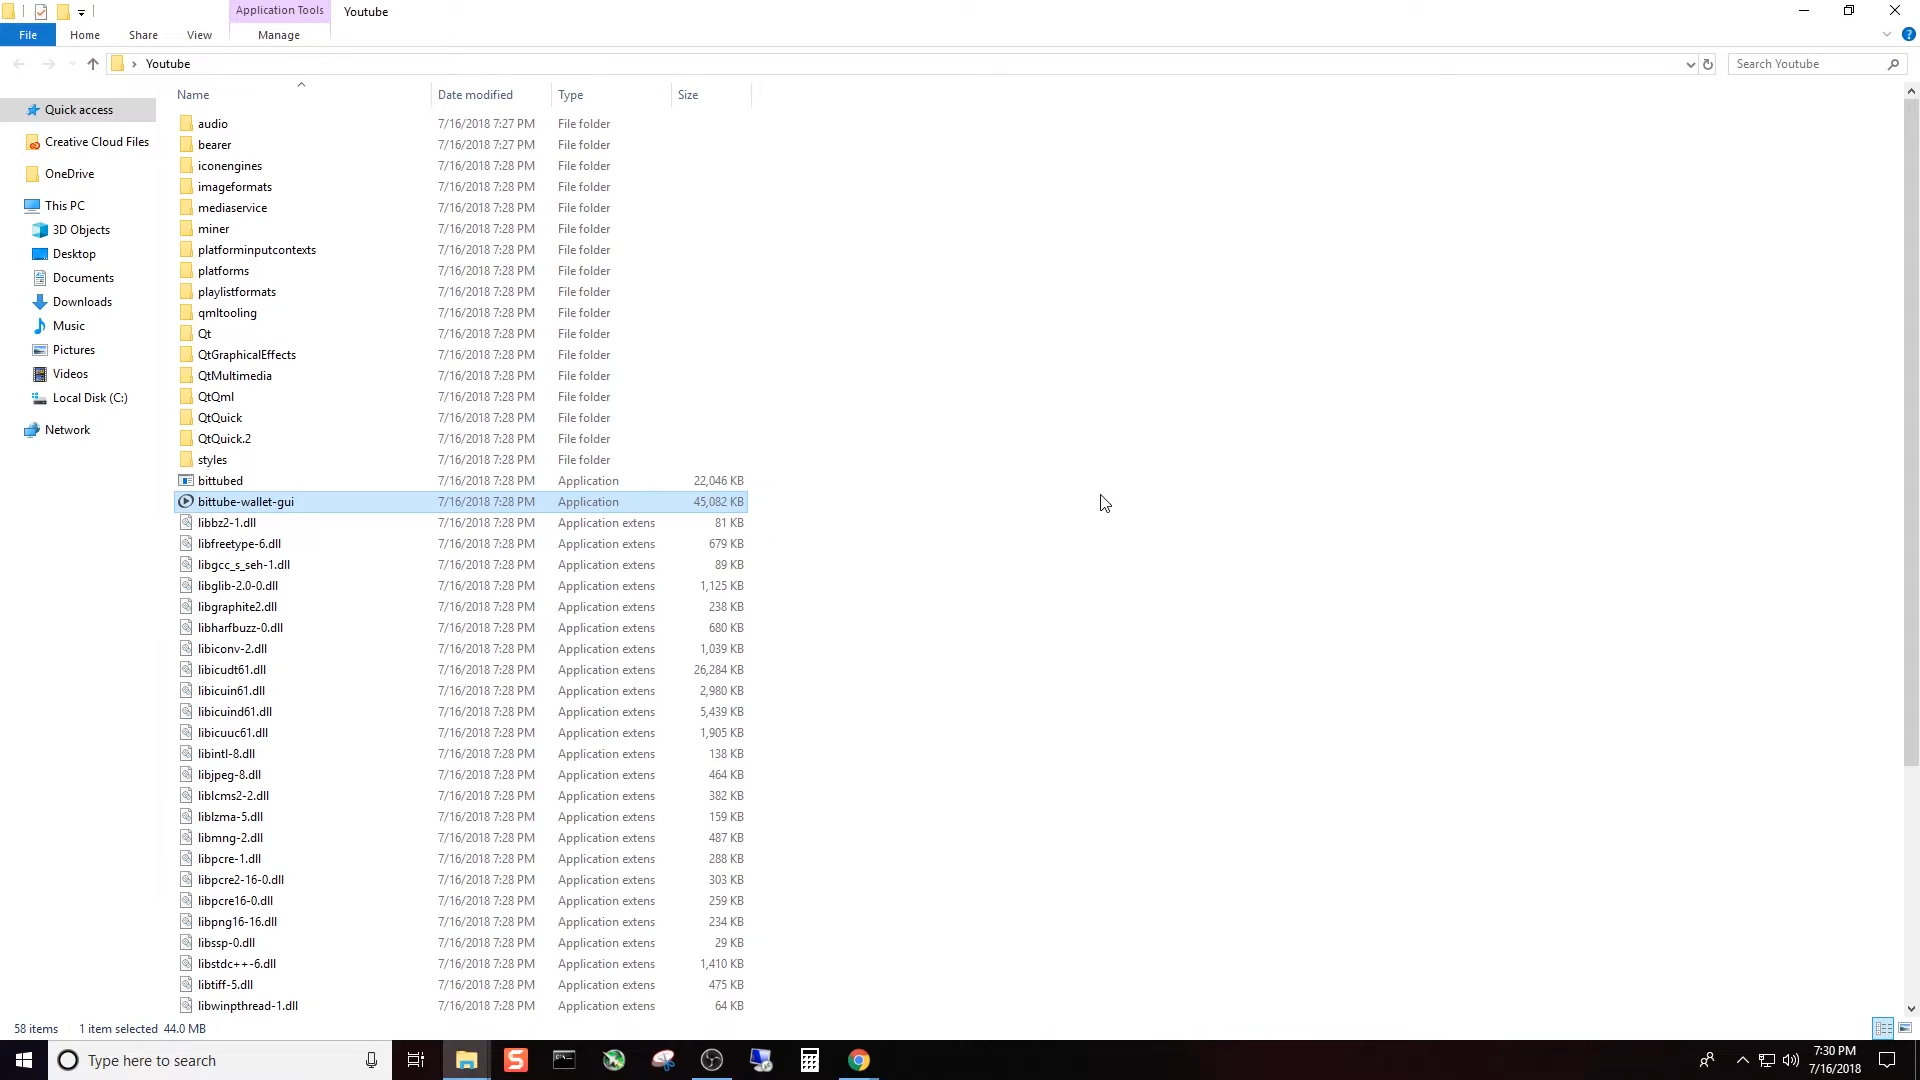 Application Tools
Youtube
File
Home
Share
View
Manage
Youtube
Search Youtube
Name
Date modified
Type
Size
Quick access
Creative Cloud Files
OneDrive
This PC
3D Objects
Desktop
Documents
Downloads
Music
Pictures
Videos
Local Disk (C:)
Network
audio 7/16/2018 7:27 PM File folder
bearer 7/16/2018 7:27 PM File folder
iconengines 7/16/2018 7:28 PM File folder
imageformats 7/16/2018 7:28 PM File folder
mediaservice 7/16/2018 7:28 PM File folder
miner 7/16/2018 7:28 PM File folder
platforminputcontexts 7/16/2018 7:28 PM File folder
platforms 7/16/2018 7:28 PM File folder
playlistformats 7/16/2018 7:28 PM File folder
qmltooling 7/16/2018 7:28 PM File folder
Qt 7/16/2018 7:28 PM File folder
QtGraphicalEffects 7/16/2018 7:28 PM File folder
QtMultimedia 7/16/2018 7:28 PM File folder
QtQml 7/16/2018 7:28 PM File folder
QtQuick 7/16/2018 7:28 PM File folder
QtQuick.2 7/16/2018 7:28 PM File folder
styles 7/16/2018 7:28 PM File folder
bittubed 7/16/2018 7:28 PM Application 22,046 KB
bittube-wallet-gui 7/16/2018 7:28 PM Application 45,082 KB
libbz2-1.dll 7/16/2018 7:28 PM Application extens 81 KB
libfreetype-6.dll 7/16/2018 7:28 PM Application extens 679 KB
libgcc_s_seh-1.dll 7/16/2018 7:28 PM Application extens 89 KB
libglib-2.0-0.dll 7/16/2018 7:28 PM Application extens 1,125 KB
libgraphite2.dll 7/16/2018 7:28 PM Application extens 238 KB
libharfbuzz-0.dll 7/16/2018 7:28 PM Application extens 680 KB
libiconv-2.dll 7/16/2018 7:28 PM Application extens 1,039 KB
libicudt61.dll 7/16/2018 7:28 PM Application extens 26,284 KB
libicuin61.dll 7/16/2018 7:28 PM Application extens 2,980 KB
libicuind61.dll 7/16/2018 7:28 PM Application extens 5,439 KB
libicuuc61.dll 7/16/2018 7:28 PM Application extens 1,905 KB
libintl-8.dll 7/16/2018 7:28 PM Application extens 138 KB
libjpeg-8.dll 7/16/2018 7:28 PM Application extens 464 KB
liblcms2-2.dll 7/16/2018 7:28 PM Application extens 382 KB
liblzma-5.dll 7/16/2018 7:28 PM Application extens 159 KB
libmng-2.dll 7/16/2018 7:28 PM Application extens 487 KB
libpcre-1.dll 7/16/2018 7:28 PM Application extens 288 KB
libpcre2-16-0.dll 7/16/2018 7:28 PM Application extens 303 KB
libpcre16-0.dll 7/16/2018 7:28 PM Application extens 259 KB
libpng16-16.dll 7/16/2018 7:28 PM Application extens 234 KB
libssp-0.dll 7/16/2018 7:28 PM Application extens 29 KB
libstdc++-6.dll 7/16/2018 7:28 PM Application extens 1,410 KB
libtiff-5.dll 7/16/2018 7:28 PM Application extens 475 KB
libwinpthread-1.dll 7/16/2018 7:28 PM Application extens 64 KB
58 items 1 item selected 44.0 MB
Type here to search
7:30 PM
7/16/2018